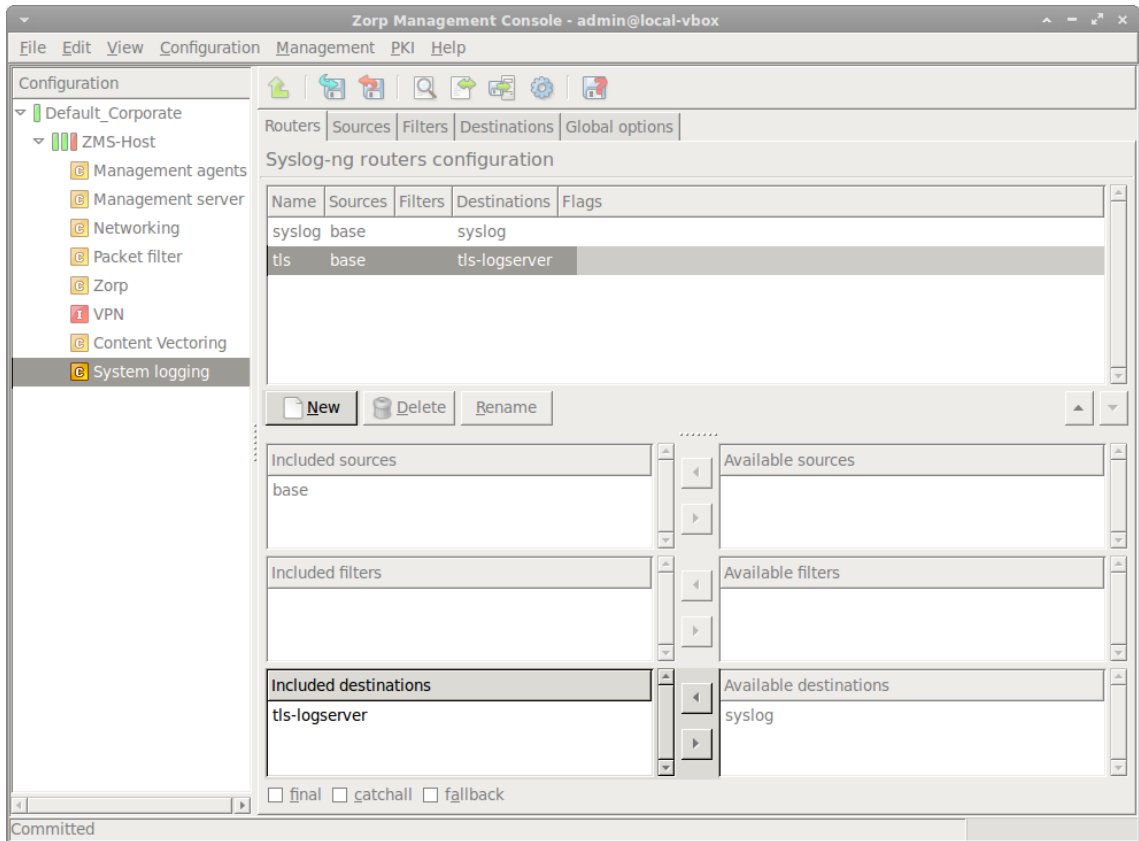 Zorp Management Console - admin@local-vbox
File Edit View Configuration Management PKI Help
Configuration
Default_Corporate
ZMS-Host
C Management agents
C Management server
C Networking
C Packet filter
C Zorp
I VPN
C Content Vectoring
C System logging
Routers Sources Filters Destinations Global options
Syslog-ng routers configuration
Name Sources Filters Destinations Flags
syslog base syslog
tls base tls-logserver
New Delete Rename
Included sources
base
Available sources
Included filters
Available filters
Included destinations
tls-logserver
Available destinations
syslog
final catchall fallback
Committed